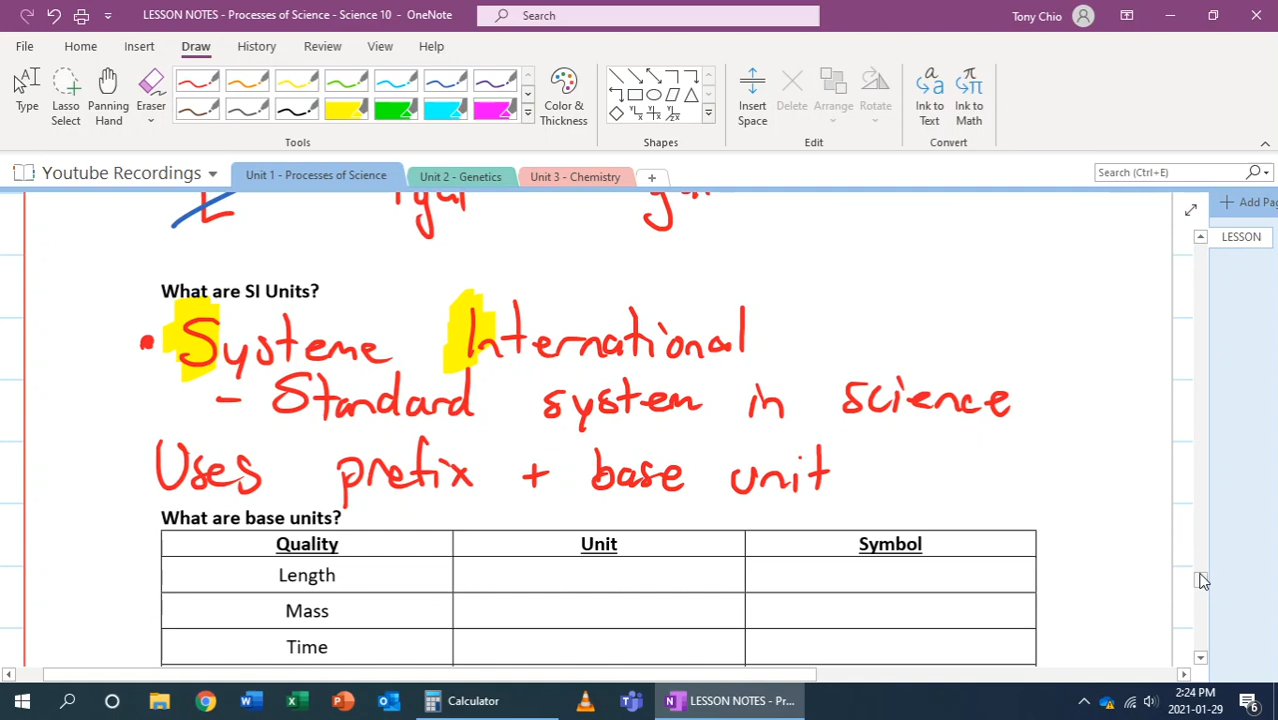 LESSON NOTES - Processes of Science - Science 10 - OneNote
Search
Tony Chio
File Home Insert Draw History Review View Help
Type
Lasso Select
Panning Hand
Eraser
Color & Thickness
Insert Space
Delete
Arrange
Rotate
Ink to Text
Ink to Math
Tools
Shapes
Edit
Convert
Youtube Recordings
Unit 1 - Processes of Science
Unit 2 - Genetics
Unit 3 - Chemistry
Search (Ctrl+E)
Add Pag
LESSON
What are SI Units?
• Systeme International
- Standard system in science
Uses prefix + base unit
What are base units?
Quality Unit Symbol
Length
Mass
Time
Calculator
LESSON NOTES - Pr...
2:24 PM
2021-01-29
6